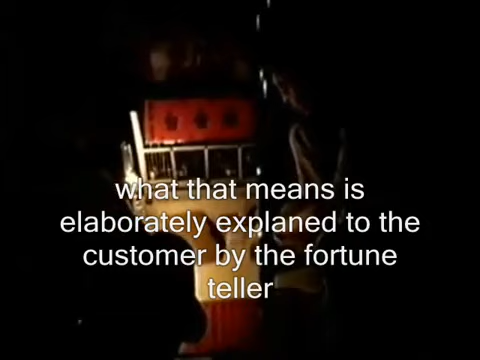 what that means is
elaborately explaned to the
customer by the fortune
teller